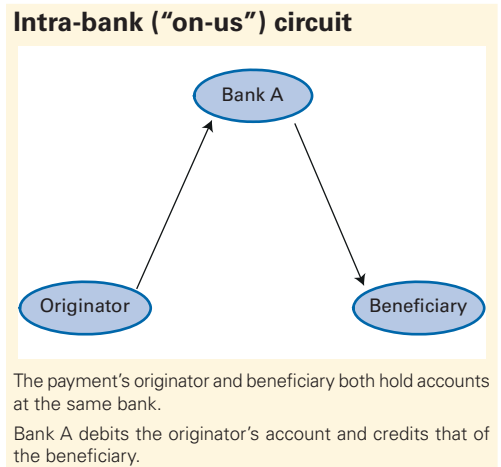 Intra-bank (“on-us”) circuit
Bank A
Originator
Beneficiary
The payment’s originator and beneficiary both hold accounts
at the same bank.
Bank A debits the originator’s account and credits that of
the beneficiary.